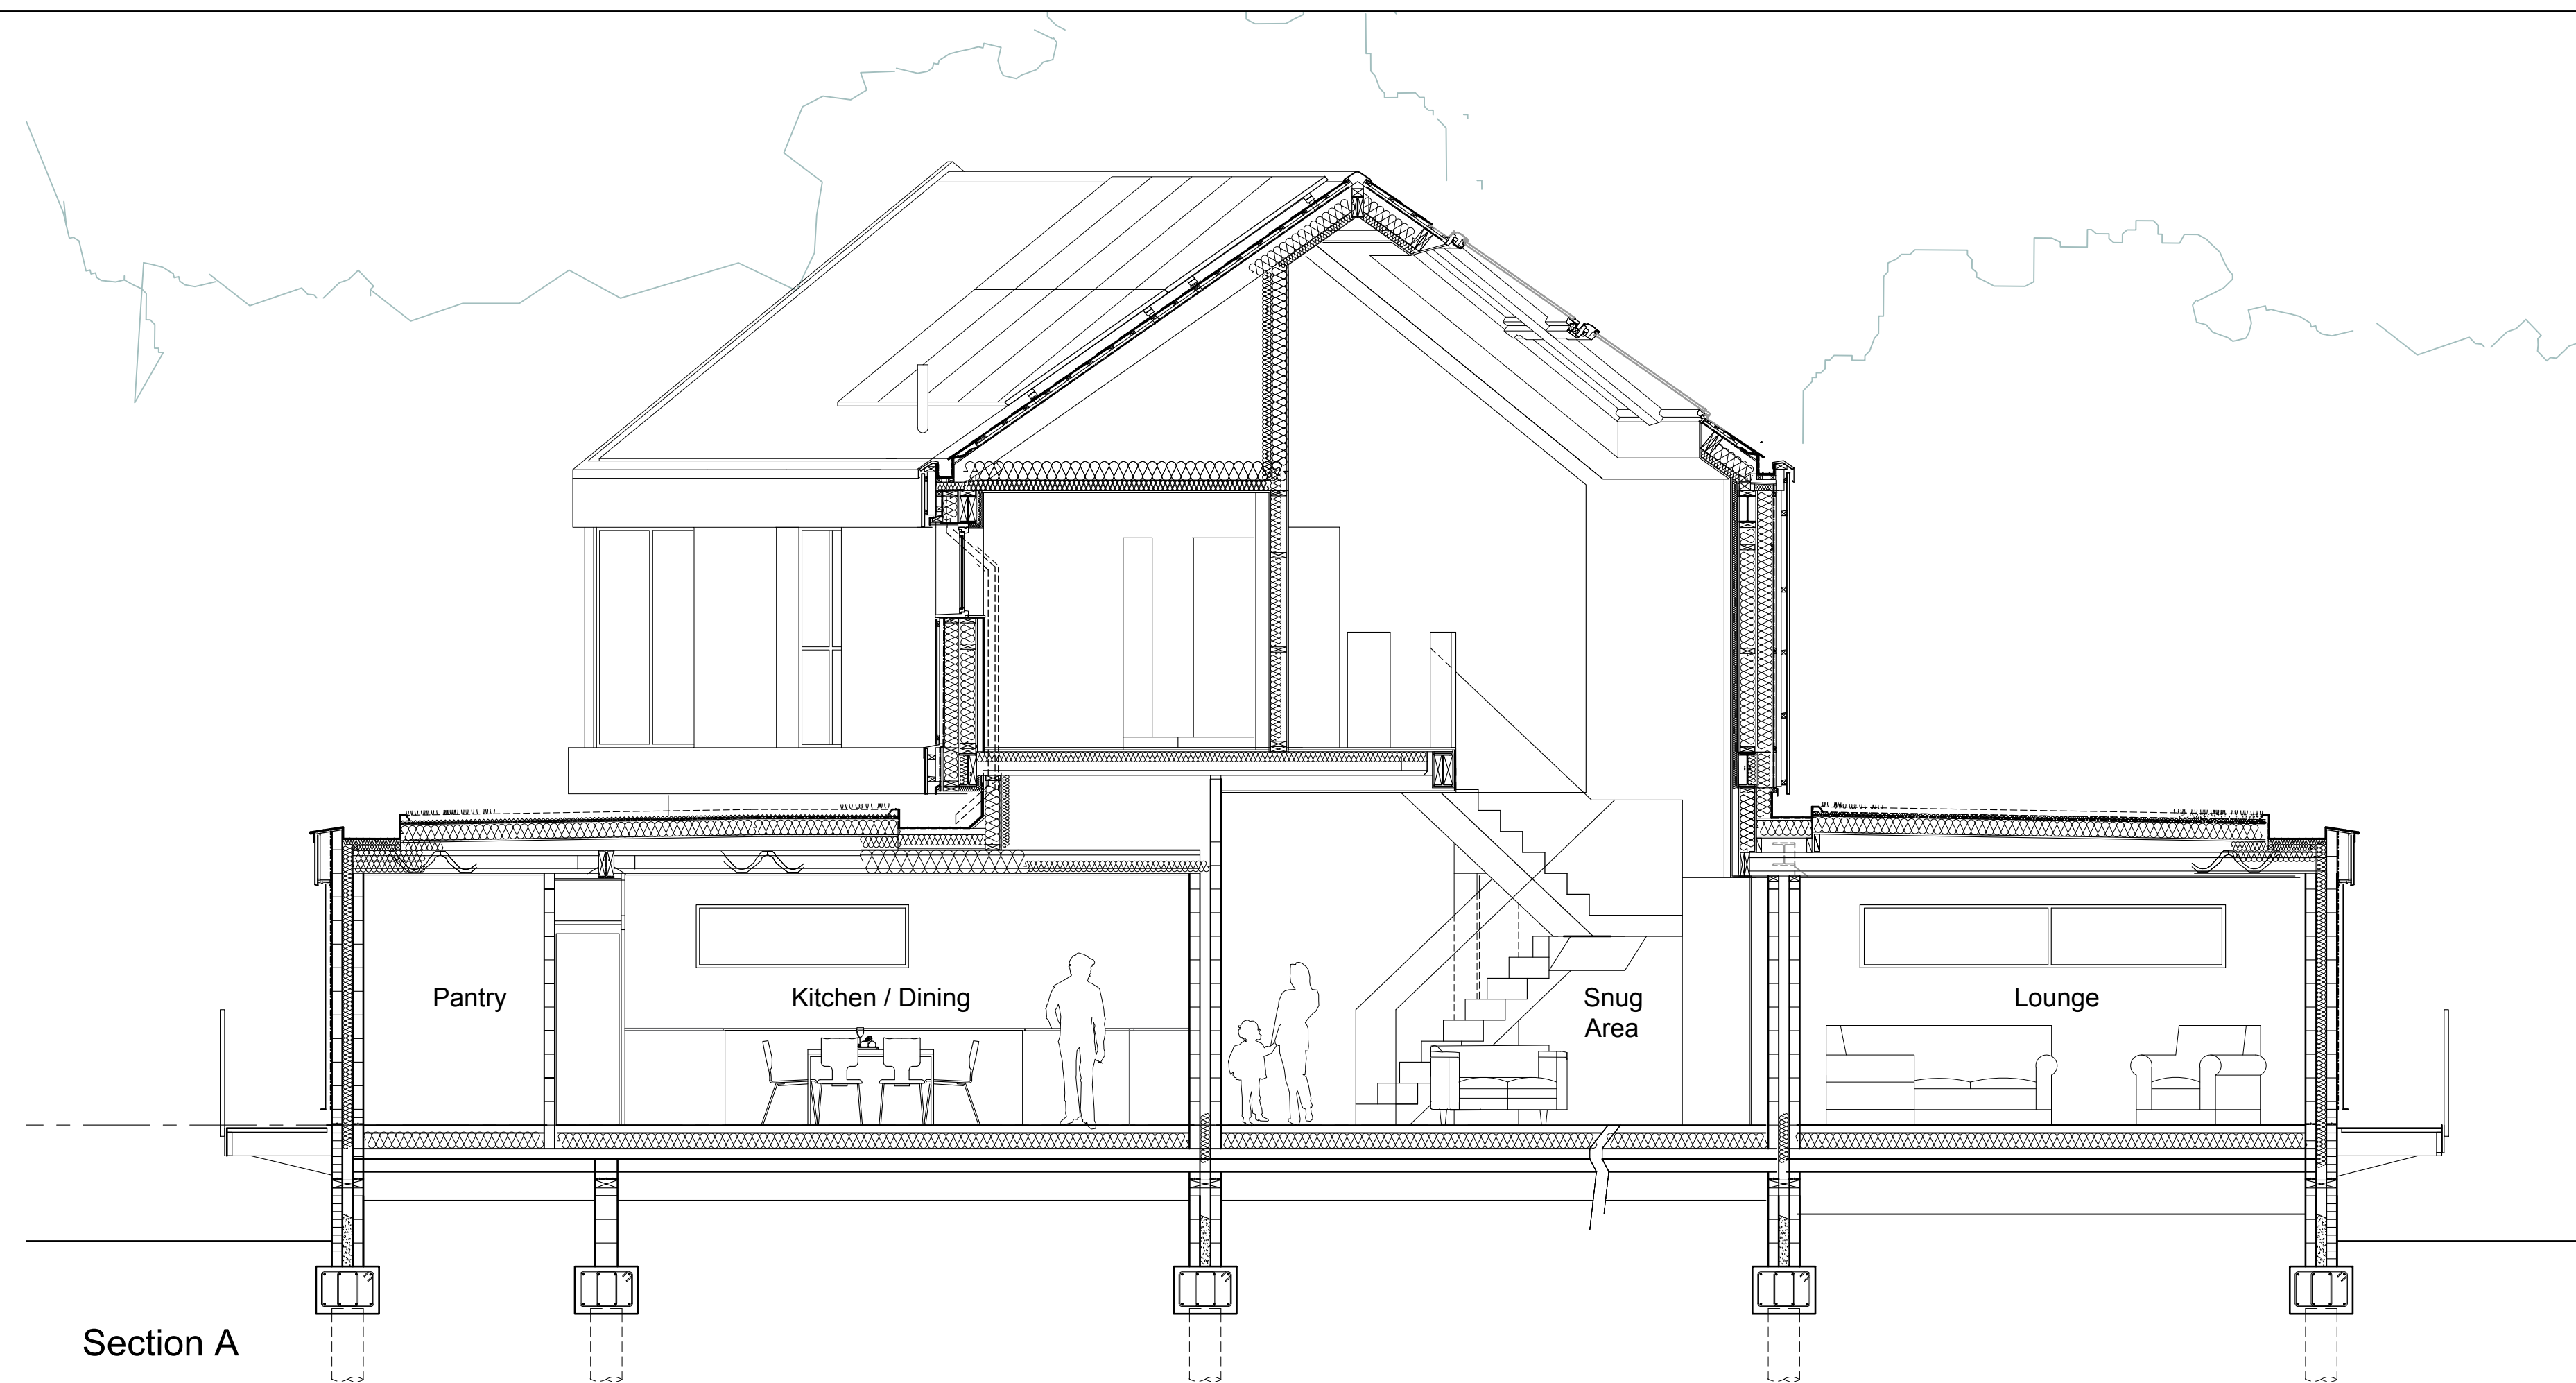 Pantry
Kitchen / Dining
Snug
Area
Lounge
Section A